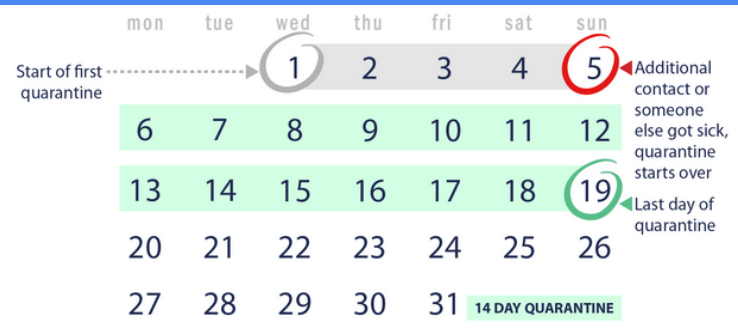 mon tue wed thu fri sat sun
Start of first
quarantine
1 2 3 4 5
Additional
contact or
someone
else got sick,
quarantine
starts over
6 7 8 9 10 11 12
13 14 15 16 17 18 19
Last day of
quarantine
20 21 22 23 24 25 26
27 28 29 30 31 14 DAY QUARANTINE